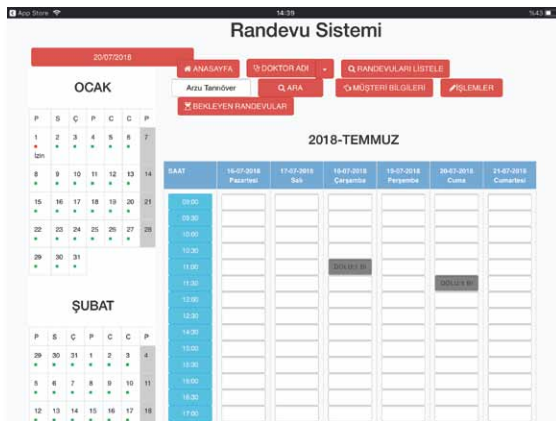 App Store 14:39 %43
Randevu Sistemi
20/07/2018
ANASAYFA DOKTOR ADI RANDEVULARI LİSTELE
Arzu Tanrıöver ARA MÜŞTERİ BİLGİLERİ İŞLEMLER
BEKLEYEN RANDEVULAR
OCAK
P S Ç P C C P
1 2 3 4 5 6 7
İzin
8 9 10 11 12 13 14
15 16 17 18 19 20 21
22 23 24 25 26 27 28
29 30 31
ŞUBAT
P S Ç P C C P
29 30 31 1 2 3 4
5 6 7 8 9 10 11
12 13 14 15 16 17 18
2018-TEMMUZ
SAAT 16-07-2018 17-07-2018 18-07-2018 19-07-2018 20-07-2018 21-07-2018
Pazartesi Salı Çarşamba Perşembe Cuma Cumartesi
09:00
09:30
10:00
10:30
11:00 DOLU
11:30 DOLU
12:00
12:30
14:30
15:00
15:30
16:00
16:30
17:00